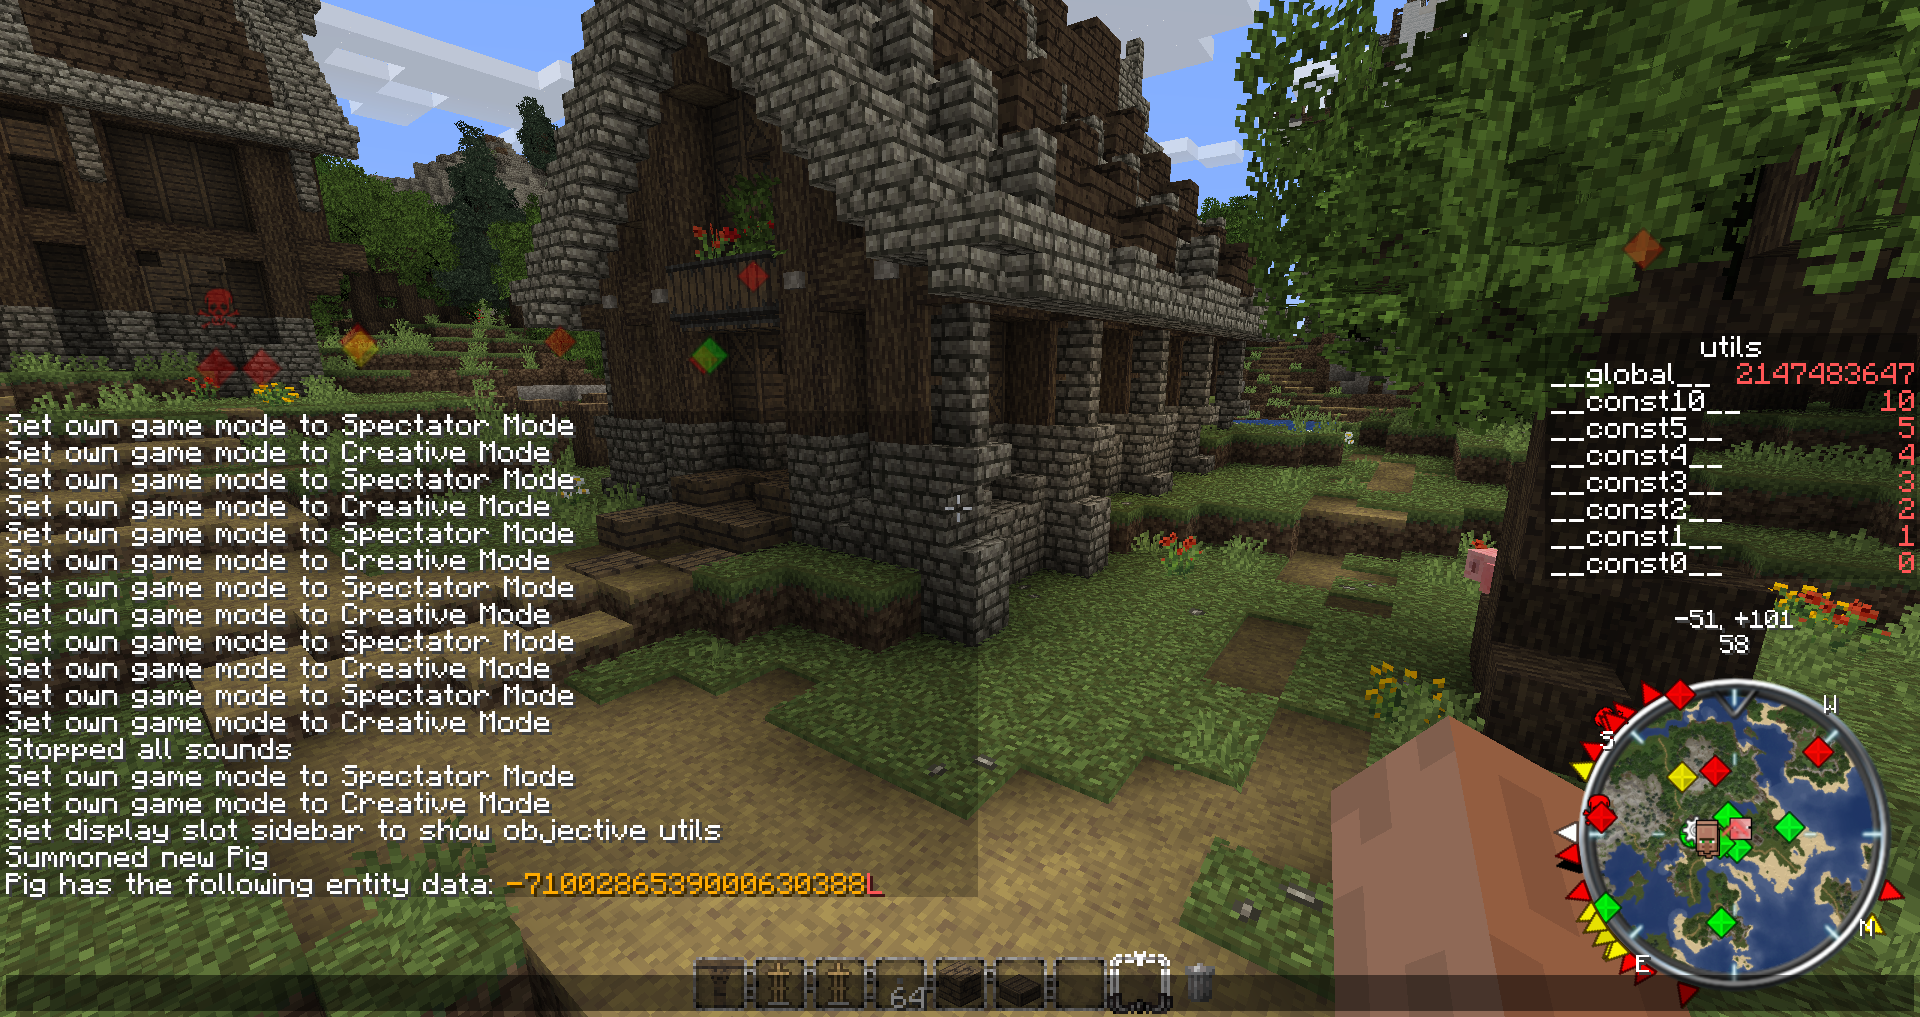 Set own game mode to Spectator Mode
Set own game mode to Creative Mode
Set own game mode to Spectator Mode
Set own game mode to Creative Mode
Set own game mode to Spectator Mode
Set own game mode to Creative Mode
Set own game mode to Spectator Mode
Set own game mode to Creative Mode
Set own game mode to Spectator Mode
Set own game mode to Creative Mode
Set own game mode to Spectator Mode
Set own game mode to Creative Mode
Stopped all sounds
Set own game mode to Spectator Mode
Set own game mode to Creative Mode
Set display slot sidebar to show objective utils
Summoned new Pig
Pig has the following entity data: -7100286539000630388L
utils
__global__ 2147483647
__const10__ 10
__const5__ 5
__const4__ 4
__const3__ 3
__const2__ 2
__const1__ 1
__const0__ 0
-51, +101
58
W
S
M
E
64